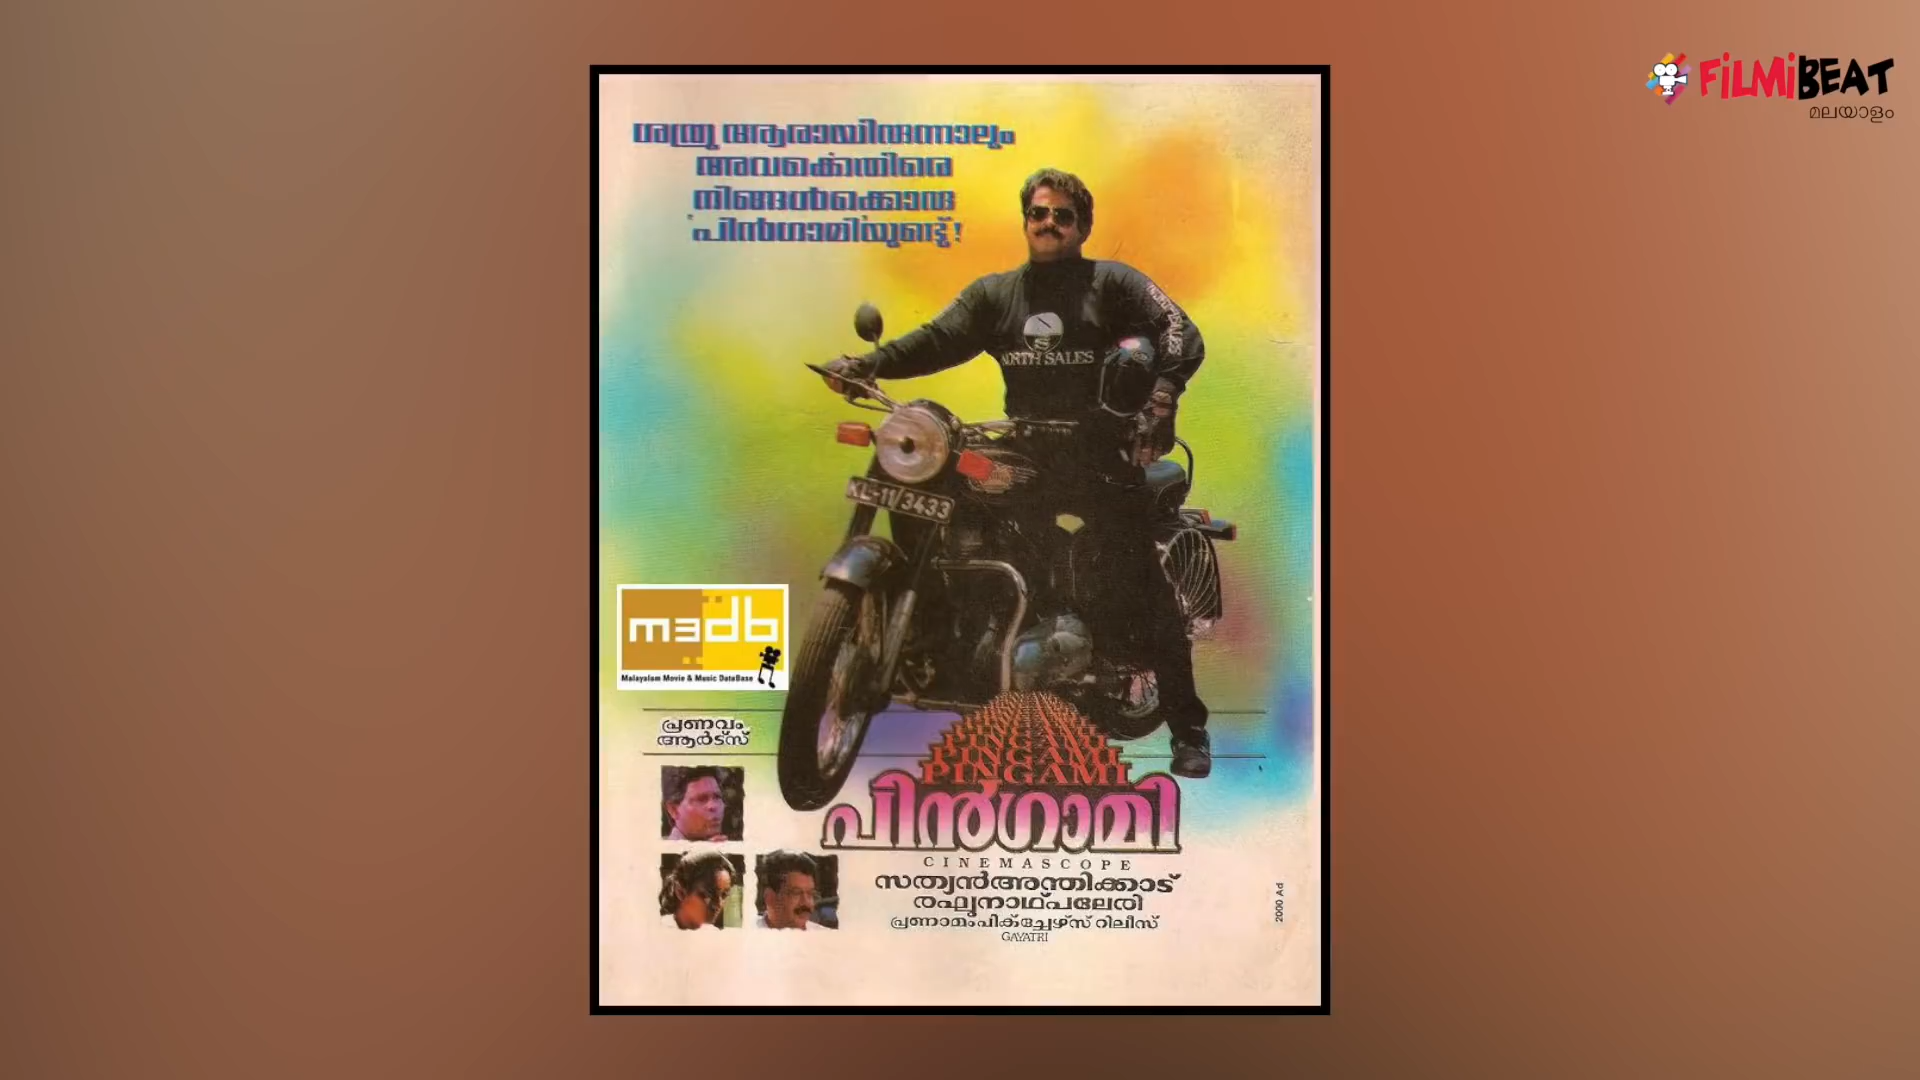 FILMIBEAT
മലയാളം
ശത്രു ആരായിരുന്നാലും
അവർക്കെതിരെ
നിങ്ങൾക്കൊരു
'പിൻഗാമി'യുണ്ട്!
NORTH SALES
KL-11/3433
m3db
Malayalam Movie & Music DataBase
പ്രണവം
ആർട്സ്
PINGAMI
PINGAMI
PINGAMI
പിൻഗാമി
CINEMASCOPE
സത്യൻഅന്തിക്കാട്
രഘുനാഥ്പലേരി
പ്രണാമംപിക്ച്ചേഴ്സ് റിലീസ്
GAYATRI
2000 Ad